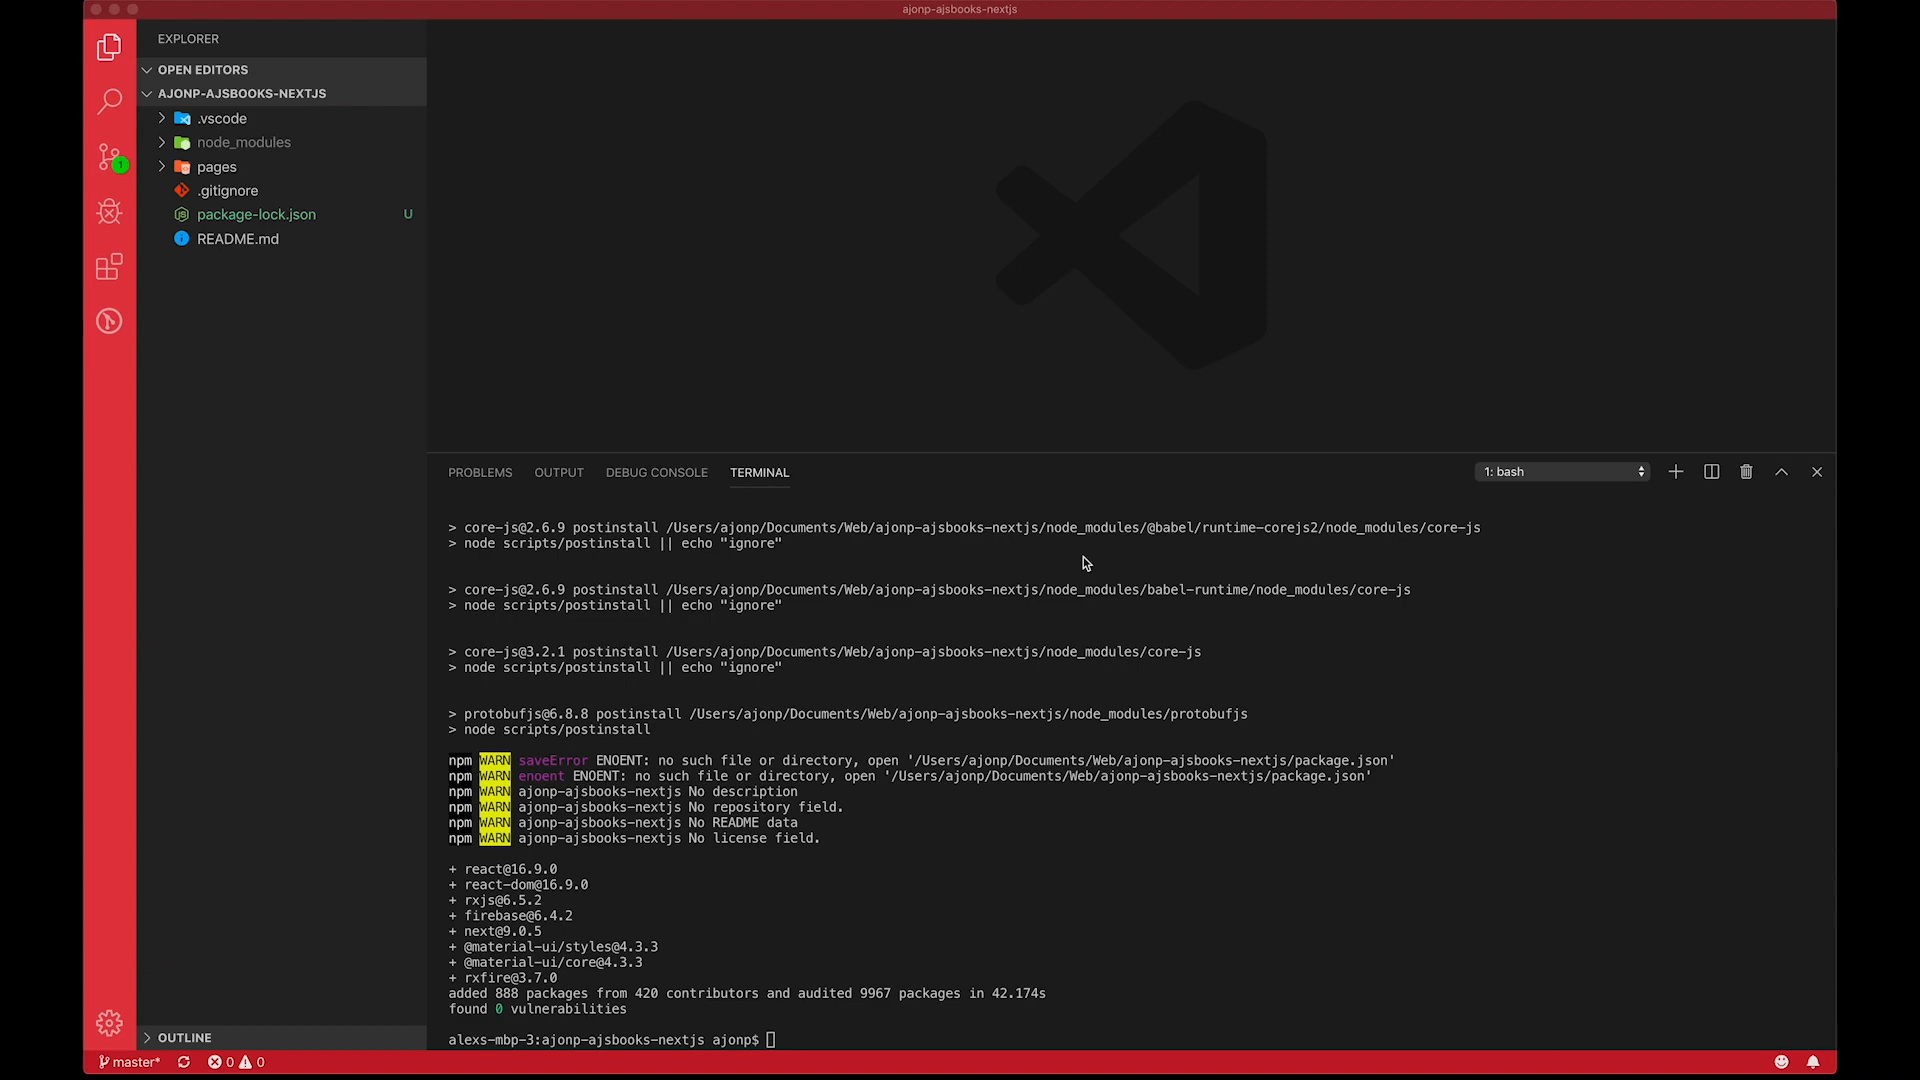 ajonp-ajsbooks-nextjs
EXPLORER
OPEN EDITORS
AJONP-AJSBOOKS-NEXTJS
.vscode
node_modules
pages
.gitignore
package-lock.json U
README.md
OUTLINE
1
PROBLEMS OUTPUT DEBUG CONSOLE TERMINAL 1: bash
> core-js@2.6.9 postinstall /Users/ajonp/Documents/Web/ajonp-ajsbooks-nextjs/node_modules/@babel/runtime-corejs2/node_modules/core-js
> node scripts/postinstall || echo "ignore"
> core-js@2.6.9 postinstall /Users/ajonp/Documents/Web/ajonp-ajsbooks-nextjs/node_modules/babel-runtime/node_modules/core-js
> node scripts/postinstall || echo "ignore"
> core-js@3.2.1 postinstall /Users/ajonp/Documents/Web/ajonp-ajsbooks-nextjs/node_modules/core-js
> node scripts/postinstall || echo "ignore"
> protobufjs@6.8.8 postinstall /Users/ajonp/Documents/Web/ajonp-ajsbooks-nextjs/node_modules/protobufjs
> node scripts/postinstall
npm WARN saveError ENOENT: no such file or directory, open '/Users/ajonp/Documents/Web/ajonp-ajsbooks-nextjs/package.json'
npm WARN enoent ENOENT: no such file or directory, open '/Users/ajonp/Documents/Web/ajonp-ajsbooks-nextjs/package.json'
npm WARN ajonp-ajsbooks-nextjs No description
npm WARN ajonp-ajsbooks-nextjs No repository field.
npm WARN ajonp-ajsbooks-nextjs No README data
npm WARN ajonp-ajsbooks-nextjs No license field.
+ react@16.9.0
+ react-dom@16.9.0
+ rxjs@6.5.2
+ firebase@6.4.2
+ next@9.0.5
+ @material-ui/styles@4.3.3
+ @material-ui/core@4.3.3
+ rxfire@3.7.0
added 888 packages from 420 contributors and audited 9967 packages in 42.174s
found 0 vulnerabilities
alexs-mbp-3:ajonp-ajsbooks-nextjs ajonp$
master* 0 0